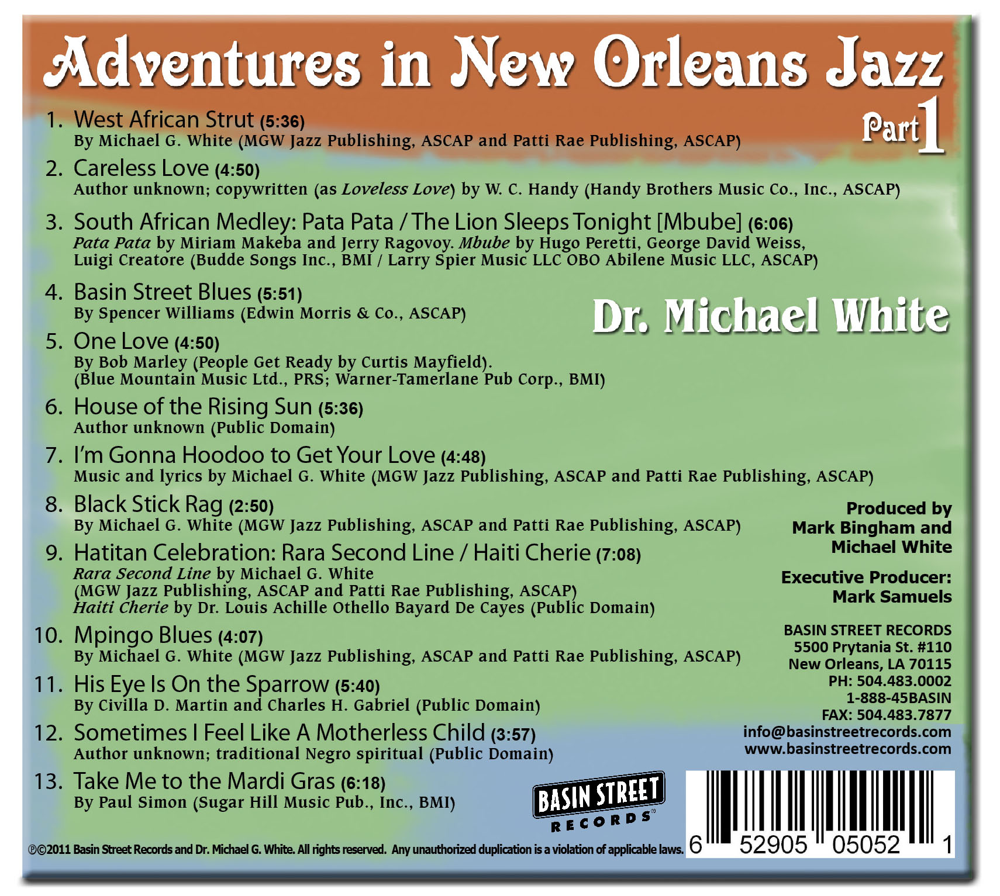 Adventures in New Orleans Jazz
Part 1
1. West African Strut (5:36)
By Michael G. White (MGW Jazz Publishing, ASCAP and Patti Rae Publishing, ASCAP)
2. Careless Love (4:50)
Author unknown; copywritten (as Loveless Love) by W. C. Handy (Handy Brothers Music Co., Inc., ASCAP)
3. South African Medley: Pata Pata / The Lion Sleeps Tonight [Mbube] (6:06)
Pata Pata by Miriam Makeba and Jerry Ragovoy. Mbube by Hugo Peretti, George David Weiss,
Luigi Creatore (Budde Songs Inc., BMI / Larry Spier Music LLC OBO Abilene Music LLC, ASCAP)
4. Basin Street Blues (5:51)
By Spencer Williams (Edwin Morris & Co., ASCAP)
Dr. Michael White
5. One Love (4:50)
By Bob Marley (People Get Ready by Curtis Mayfield).
(Blue Mountain Music Ltd., PRS; Warner-Tamerlane Pub Corp., BMI)
6. House of the Rising Sun (5:36)
Author unknown (Public Domain)
7. I'm Gonna Hoodoo to Get Your Love (4:48)
Music and lyrics by Michael G. White (MGW Jazz Publishing, ASCAP and Patti Rae Publishing, ASCAP)
8. Black Stick Rag (2:50)
By Michael G. White (MGW Jazz Publishing, ASCAP and Patti Rae Publishing, ASCAP)
9. Hatitan Celebration: Rara Second Line / Haiti Cherie (7:08)
Rara Second Line by Michael G. White
(MGW Jazz Publishing, ASCAP and Patti Rae Publishing, ASCAP)
Haiti Cherie by Dr. Louis Achille Othello Bayard De Cayes (Public Domain)
10. Mpingo Blues (4:07)
By Michael G. White (MGW Jazz Publishing, ASCAP and Patti Rae Publishing, ASCAP)
11. His Eye Is On the Sparrow (5:40)
By Civilla D. Martin and Charles H. Gabriel (Public Domain)
12. Sometimes I Feel Like A Motherless Child (3:57)
Author unknown; traditional Negro spiritual (Public Domain)
13. Take Me to the Mardi Gras (6:18)
By Paul Simon (Sugar Hill Music Pub., Inc., BMI)
Produced by
Mark Bingham and
Michael White
Executive Producer:
Mark Samuels
BASIN STREET RECORDS
5500 Prytania St. #110
New Orleans, LA 70115
PH: 504.483.0002
1-888-45BASIN
FAX: 504.483.7877
info@basinstreetrecords.com
www.basinstreetrecords.com
BASIN STREET
RECORDS®
℗©2011 Basin Street Records and Dr. Michael G. White. All rights reserved. Any unauthorized duplication is a violation of applicable laws.
6 52905 05052 1